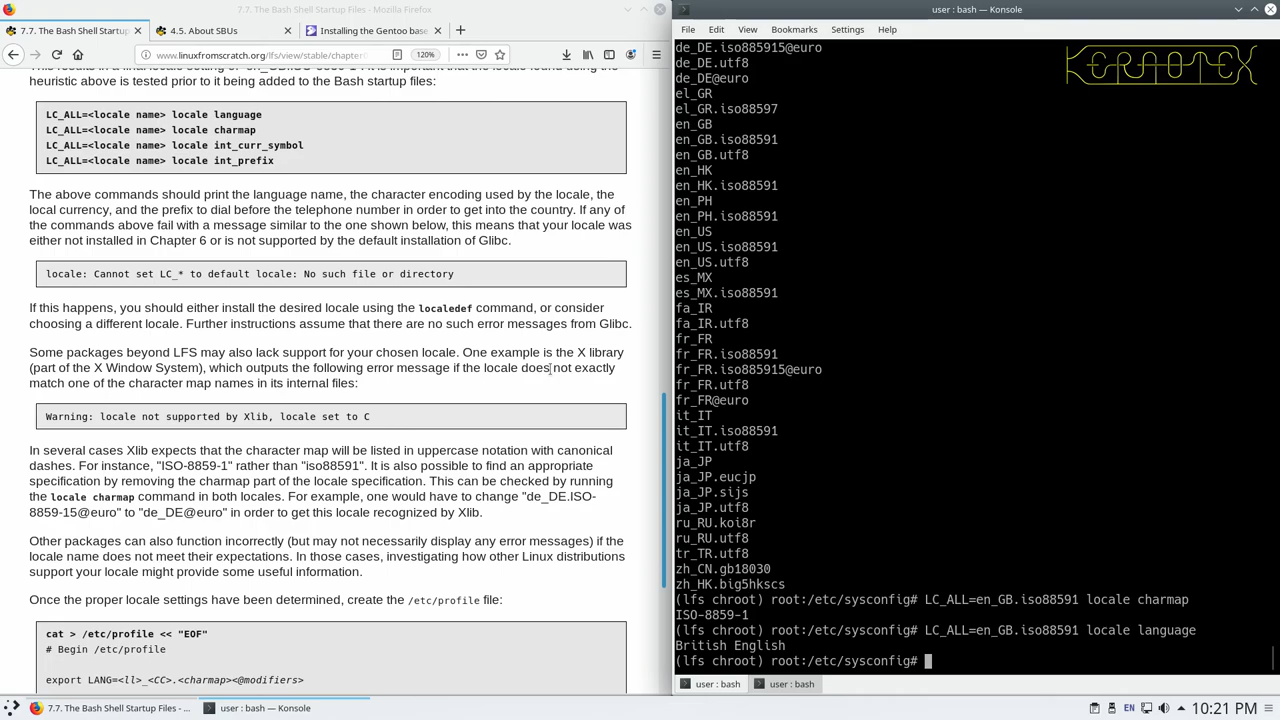 7.7. The Bash Shell Startup Files - Mozilla Firefox
7.7. The Bash Shell Startup
4.5. About SBUs
Installing the Gentoo base
www.linuxfromscratch.org/lfs/view/stable/chapter
120%
heuristic above is tested prior to it being added to the Bash startup files:
LC_ALL=<locale name> locale language
LC_ALL=<locale name> locale charmap
LC_ALL=<locale name> locale int_curr_symbol
LC_ALL=<locale name> locale int_prefix
The above commands should print the language name, the character encoding used by the locale, the
local currency, and the prefix to dial before the telephone number in order to get into the country. If any of
the commands above fail with a message similar to the one shown below, this means that your locale was
either not installed in Chapter 6 or is not supported by the default installation of Glibc.
locale: Cannot set LC_* to default locale: No such file or directory
If this happens, you should either install the desired locale using the localedef command, or consider
choosing a different locale. Further instructions assume that there are no such error messages from Glibc.
Some packages beyond LFS may also lack support for your chosen locale. One example is the X library
(part of the X Window System), which outputs the following error message if the locale does not exactly
match one of the character map names in its internal files:
Warning: locale not supported by Xlib, locale set to C
In several cases Xlib expects that the character map will be listed in uppercase notation with canonical
dashes. For instance, "ISO-8859-1" rather than "iso88591". It is also possible to find an appropriate
specification by removing the charmap part of the locale specification. This can be checked by running
the locale charmap command in both locales. For example, one would have to change "de_DE.ISO-
8859-15@euro" to "de_DE@euro" in order to get this locale recognized by Xlib.
Other packages can also function incorrectly (but may not necessarily display any error messages) if the
locale name does not meet their expectations. In those cases, investigating how other Linux distributions
support your locale might provide some useful information.
Once the proper locale settings have been determined, create the /etc/profile file:
cat > /etc/profile << "EOF"
# Begin /etc/profile
export LANG=<ll>_<CC>.<charmap><@modifiers>
user : bash — Konsole
File Edit View Bookmarks Settings Help
KERNOTEX
de_DE.iso885915@euro
de_DE.utf8
de_DE@euro
el_GR
el_GR.iso88597
en_GB
en_GB.iso88591
en_GB.utf8
en_HK
en_HK.iso88591
en_PH
en_PH.iso88591
en_US
en_US.iso88591
en_US.utf8
es_MX
es_MX.iso88591
fa_IR
fa_IR.utf8
fr_FR
fr_FR.iso88591
fr_FR.iso885915@euro
fr_FR.utf8
fr_FR@euro
it_IT
it_IT.iso88591
it_IT.utf8
ja_JP
ja_JP.eucjp
ja_JP.sijs
ja_JP.utf8
ru_RU.koi8r
ru_RU.utf8
tr_TR.utf8
zh_CN.gb18030
zh_HK.big5hkscs
(lfs chroot) root:/etc/sysconfig# LC_ALL=en_GB.iso88591 locale charmap
ISO-8859-1
(lfs chroot) root:/etc/sysconfig# LC_ALL=en_GB.iso88591 locale language
British English
(lfs chroot) root:/etc/sysconfig#
user : bash
user : bash
7.7. The Bash Shell Startup Files - ...
user : bash — Konsole
EN
10:21 PM